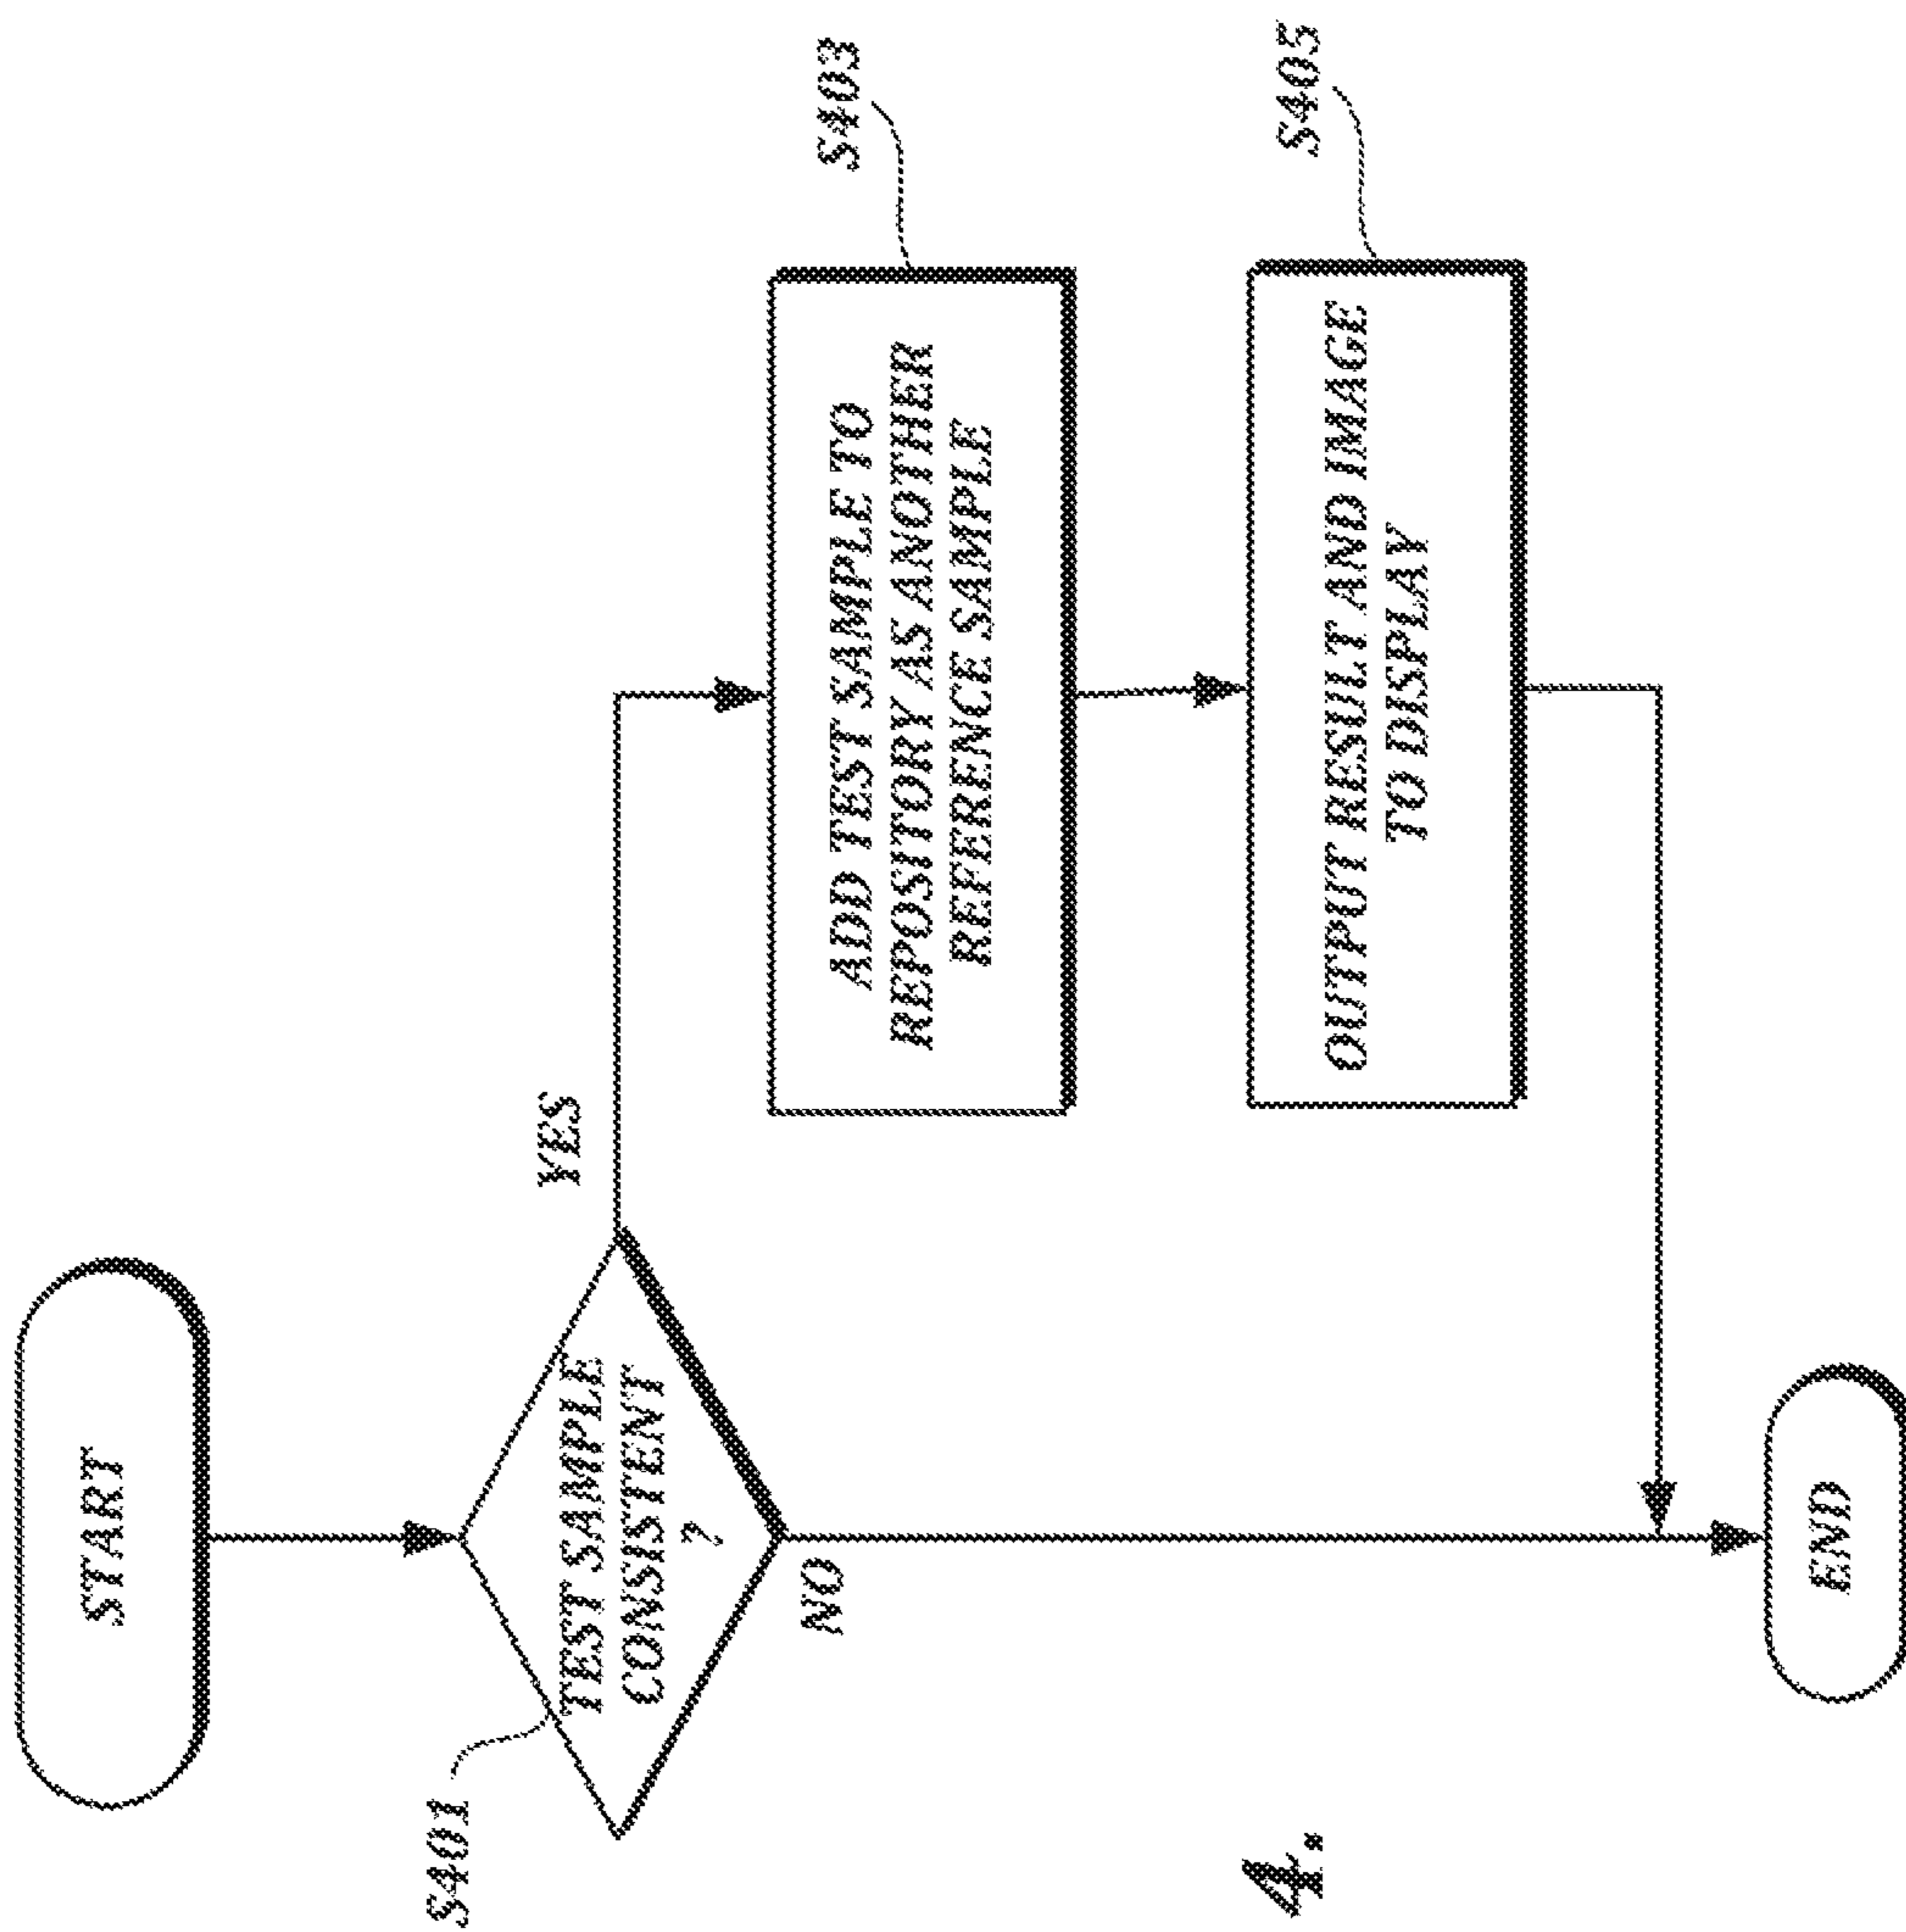 START
S401
TEST SAMPLE
CONSISTENT
?
YES
NO
S403
ADD TEST SAMPLE TO
REPOSITORY AS ANOTHER
REFERENCE SAMPLE
S405
OUTPUT RESULT AND IMAGE
TO DISPLAY
END
4.